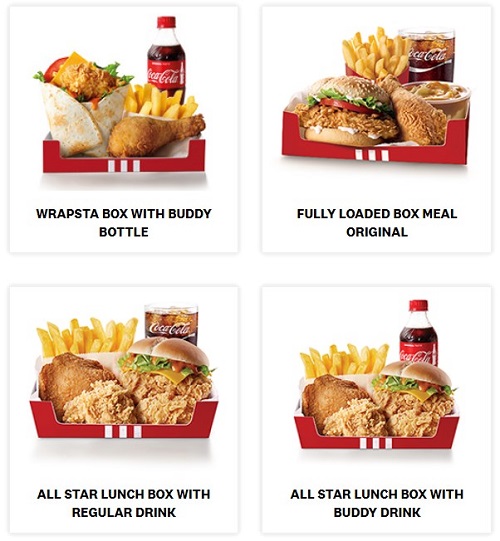 Coca-Cola
WRAPSTA BOX WITH BUDDY
BOTTLE
Coca-Cola
FULLY LOADED BOX MEAL
ORIGINAL
Coca-Cola
ALL STAR LUNCH BOX WITH
REGULAR DRINK
Coca-Cola
ALL STAR LUNCH BOX WITH
BUDDY DRINK